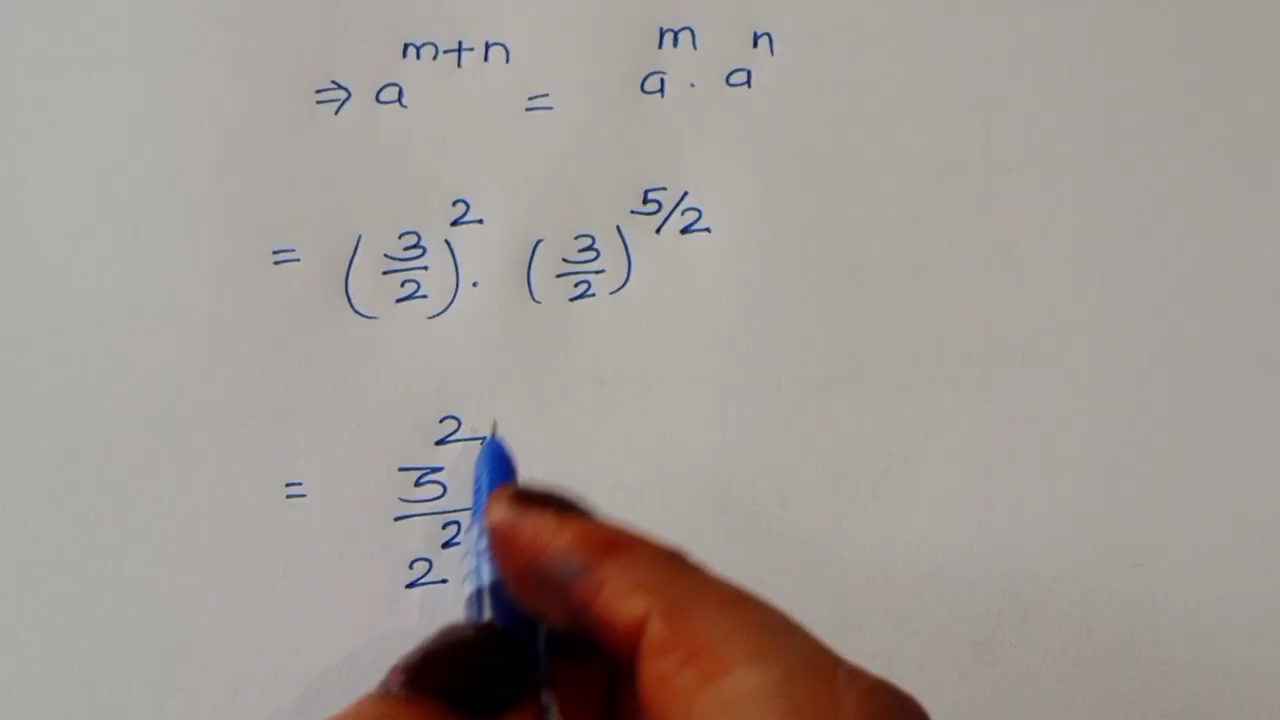 ⇒ a^{m+n} = a^m . a^n
= (3/2)^2 . (3/2)^{5/2}
= 3^2/2^2